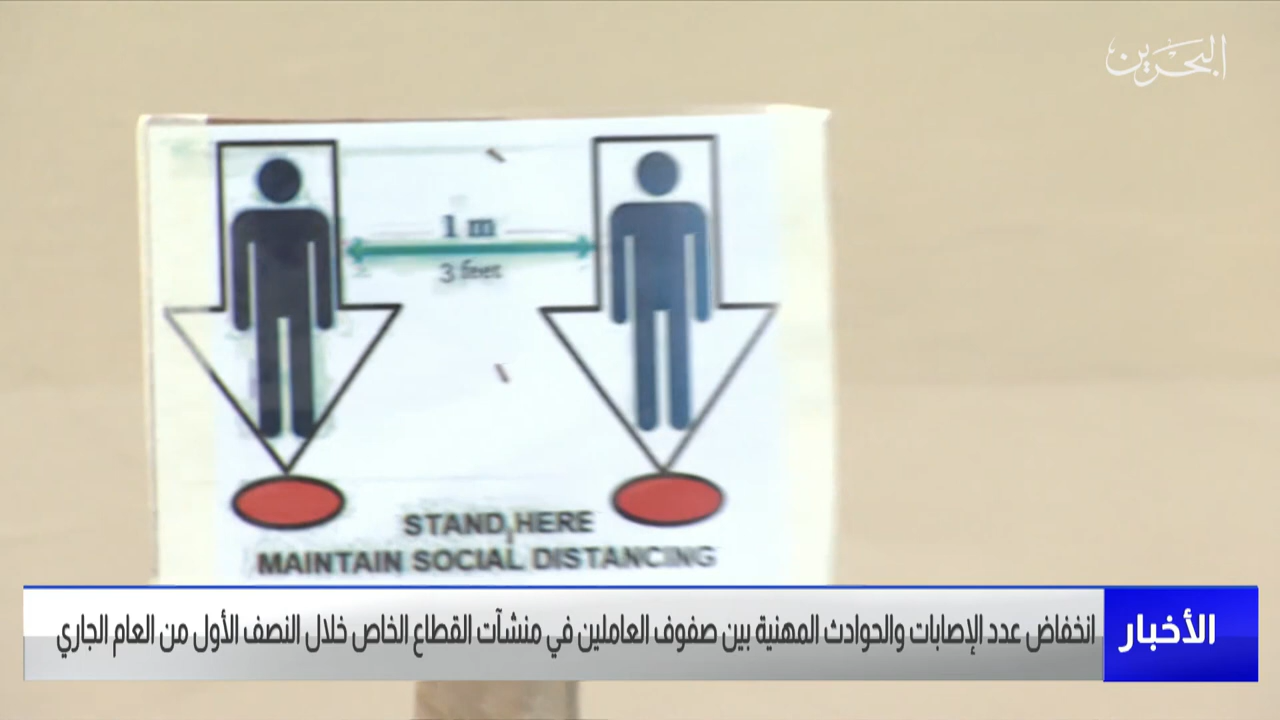 البحرين
1 m
3 feet
STAND HERE
MAINTAIN SOCIAL DISTANCING
الأخبار
انخفاض عدد الإصابات والحوادث المهنية بين صفوف العاملين في منشآت القطاع الخاص خلال النصف الأول من العام الجاري